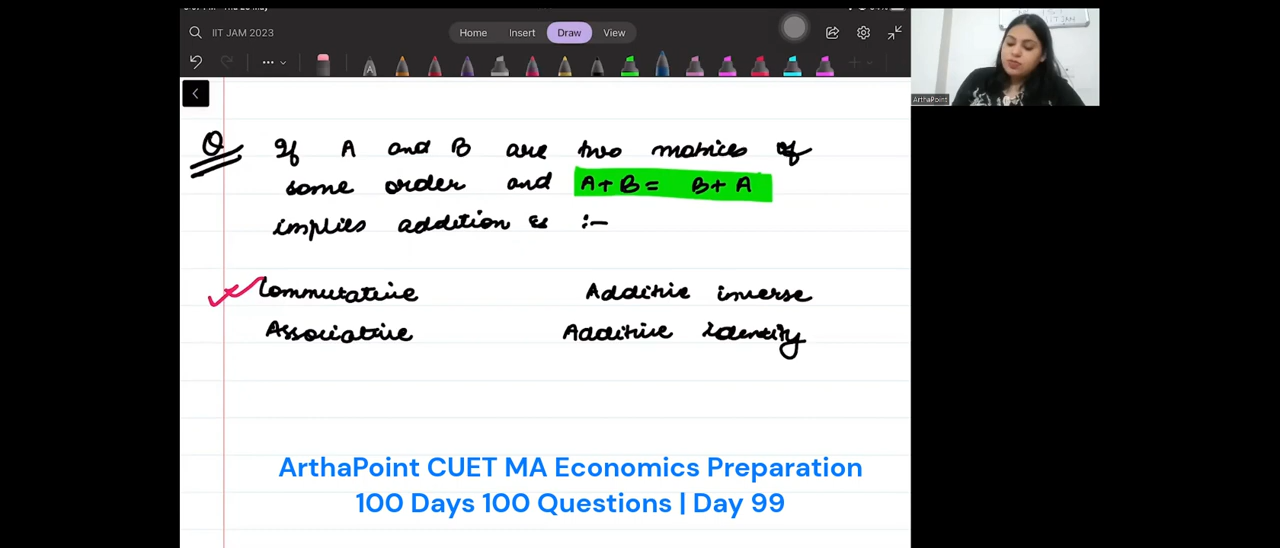 IIT JAM 2023
Home Insert Draw View
Q If A and B are two matrices of
same order and A+B = B+A
implies addition is :-
Commutative Additive inverse
Associative Additive identity
ArthaPoint
ArthaPoint CUET MA Economics Preparation
100 Days 100 Questions | Day 99